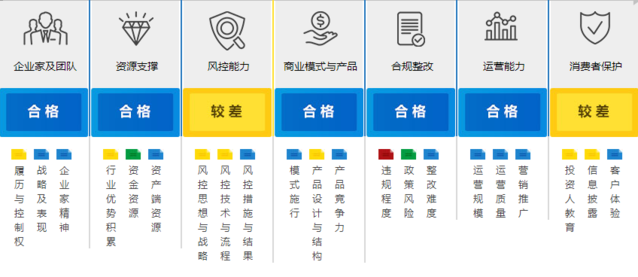 企业家及团队
资源支撑
风控能力
商业模式与产品
合规整改
运营能力
消费者保护
合格
合格
较差
合格
合格
合格
较差
履历与控制权
战略及表现
企业家精神
行业优势积累
资金资源
资产端资源
风控思想与战略
风控技术与流程
风控措施与结果
模式施行
产品设计与结构
产品竞争力
违规程度
政策风险
整改难度
运营规模
运营质量
营销推广
投资人教育
信息披露
客户体验